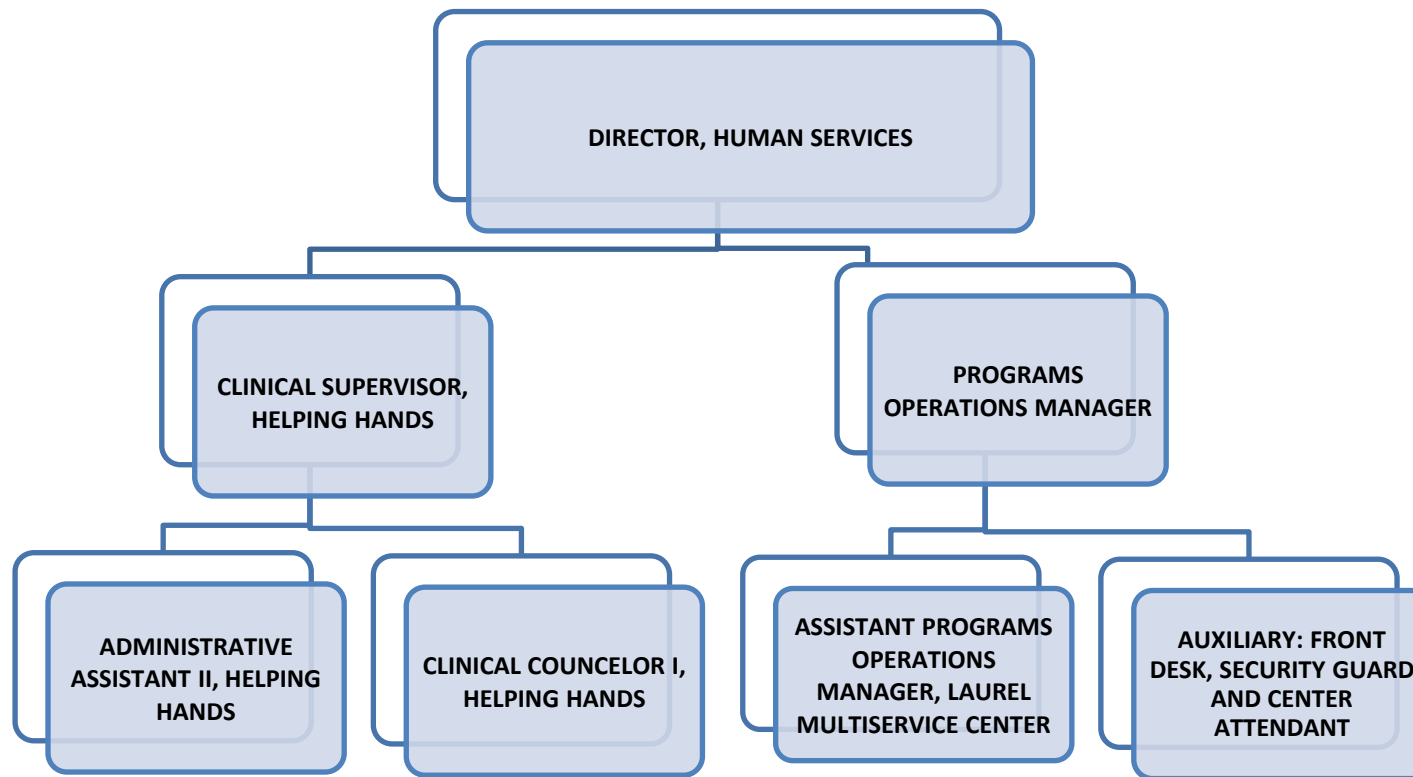 DIRECTOR, HUMAN SERVICES
CLINICAL SUPERVISOR,
HELPING HANDS
PROGRAMS
OPERATIONS MANAGER
ADMINISTRATIVE
ASSISTANT II, HELPING
HANDS
CLINICAL COUNCELOR I,
HELPING HANDS
ASSISTANT PROGRAMS
OPERATIONS
MANAGER, LAUREL
MULTISERVICE CENTER
AUXILIARY: FRONT
DESK, SECURITY GUARD
AND CENTER
ATTENDANT